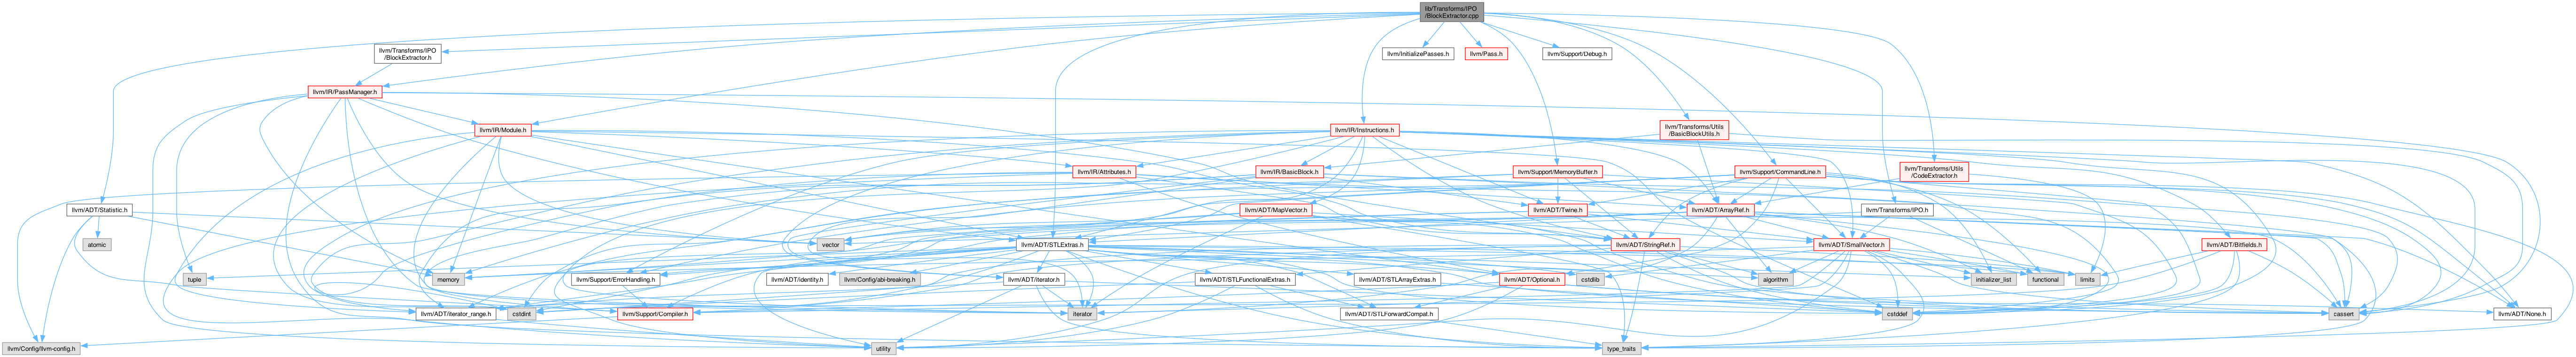 lib/Transforms/IPO
/BlockExtractor.cpp
llvm/Transforms/IPO
/BlockExtractor.h
llvm/InitializePasses.h
llvm/Pass.h
llvm/Support/Debug.h
llvm/IR/PassManager.h
llvm/IR/Module.h
llvm/IR/Instructions.h
llvm/Transforms/Utils
/BasicBlockUtils.h
llvm/IR/Attributes.h
llvm/IR/BasicBlock.h
llvm/Support/MemoryBuffer.h
llvm/Support/CommandLine.h
llvm/Transforms/Utils
/CodeExtractor.h
llvm/ADT/Statistic.h
llvm/ADT/MapVector.h
llvm/ADT/Twine.h
llvm/ADT/ArrayRef.h
llvm/Transforms/IPO.h
atomic
vector
llvm/ADT/STLExtras.h
llvm/ADT/StringRef.h
llvm/ADT/SmallVector.h
llvm/ADT/Bitfields.h
tuple
memory
llvm/Support/ErrorHandling.h
llvm/ADT/identity.h
llvm/Config/abi-breaking.h
llvm/ADT/iterator.h
llvm/ADT/STLFunctionalExtras.h
llvm/ADT/STLArrayExtras.h
llvm/ADT/Optional.h
cstdlib
algorithm
initializer_list
functional
limits
llvm/ADT/iterator_range.h
cstdint
llvm/Support/Compiler.h
iterator
llvm/ADT/STLForwardCompat.h
cstddef
cassert
llvm/ADT/None.h
llvm/Config/llvm-config.h
utility
type_traits